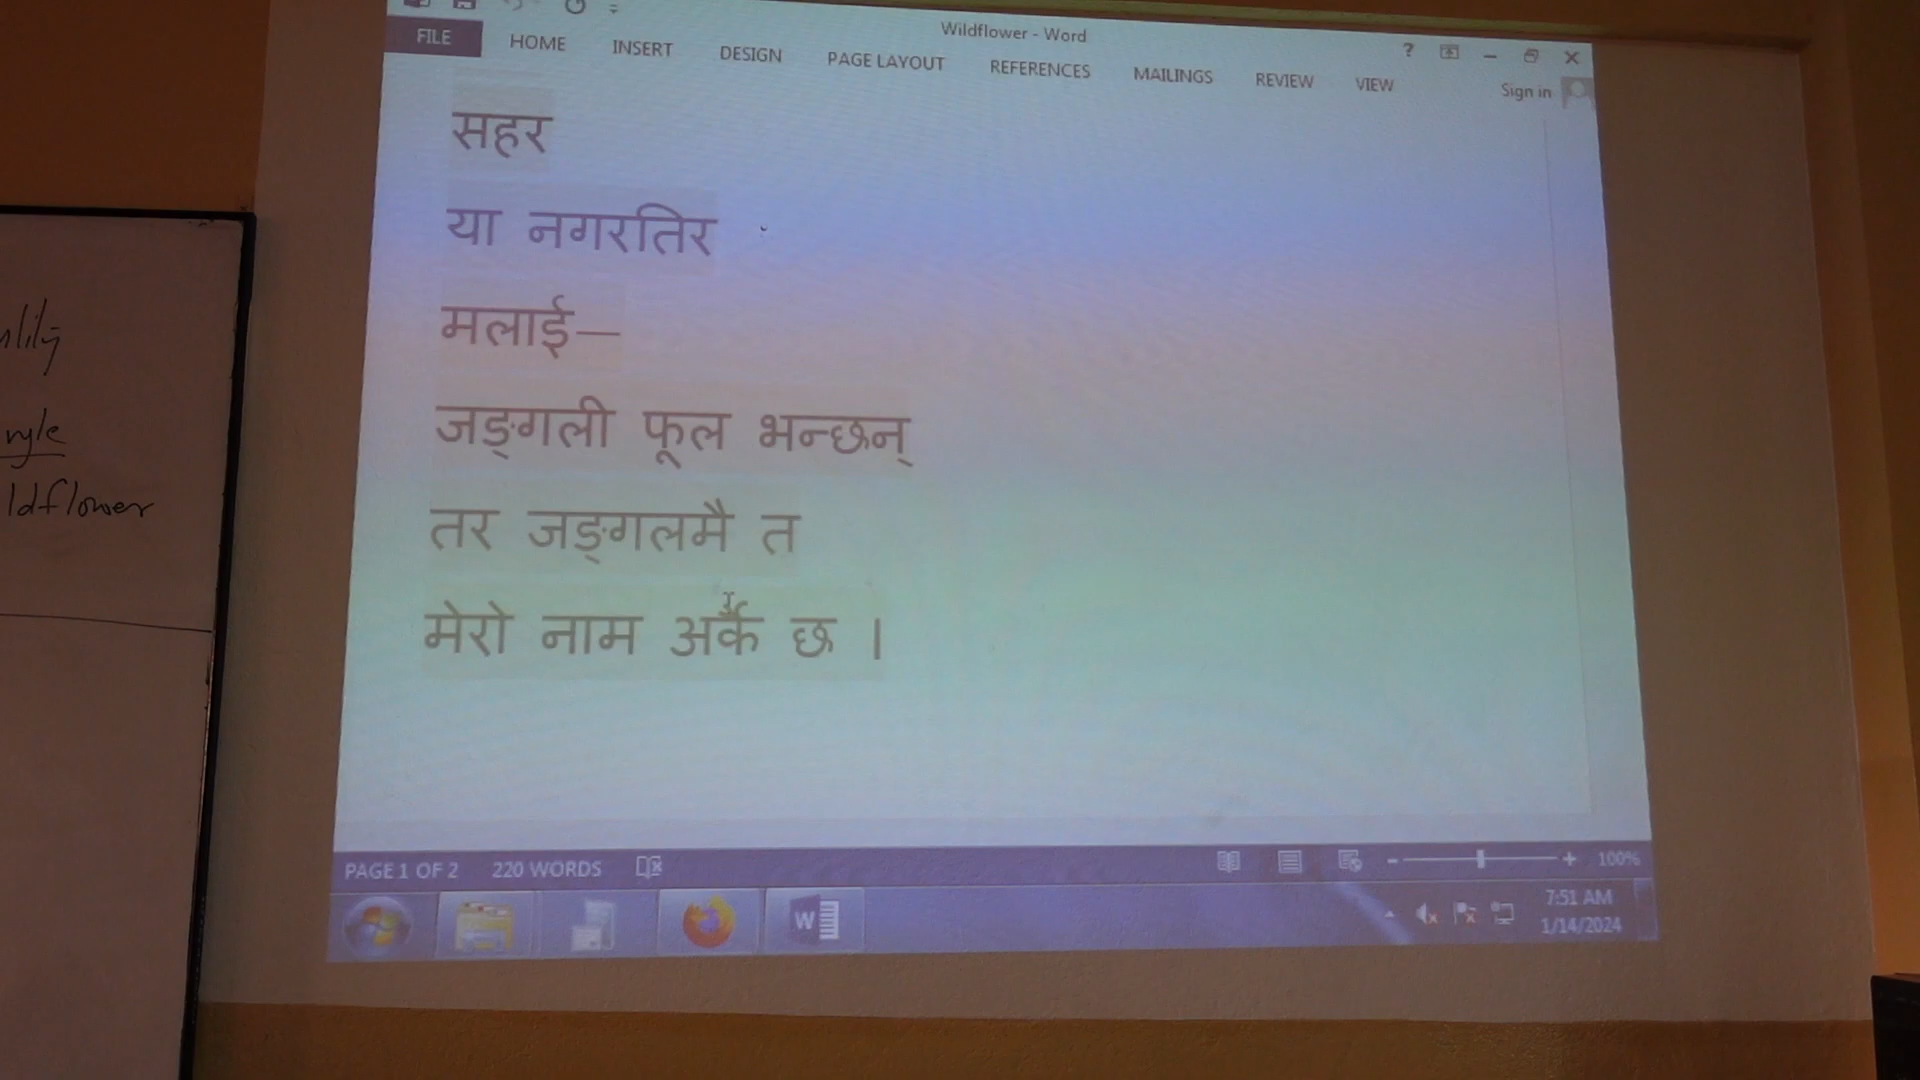 Wildflower - Word
FILE HOME INSERT DESIGN PAGE LAYOUT REFERENCES MAILINGS REVIEW VIEW
? Sign in
सहर
या नगरतिर
मलाई—
जङ्गली फूल भन्छन्
तर जङ्गलमै त
मेरो नाम अर्कै छ ।
ldflower
PAGE 1 OF 2 220 WORDS 100%
7:51 AM
1/14/2024